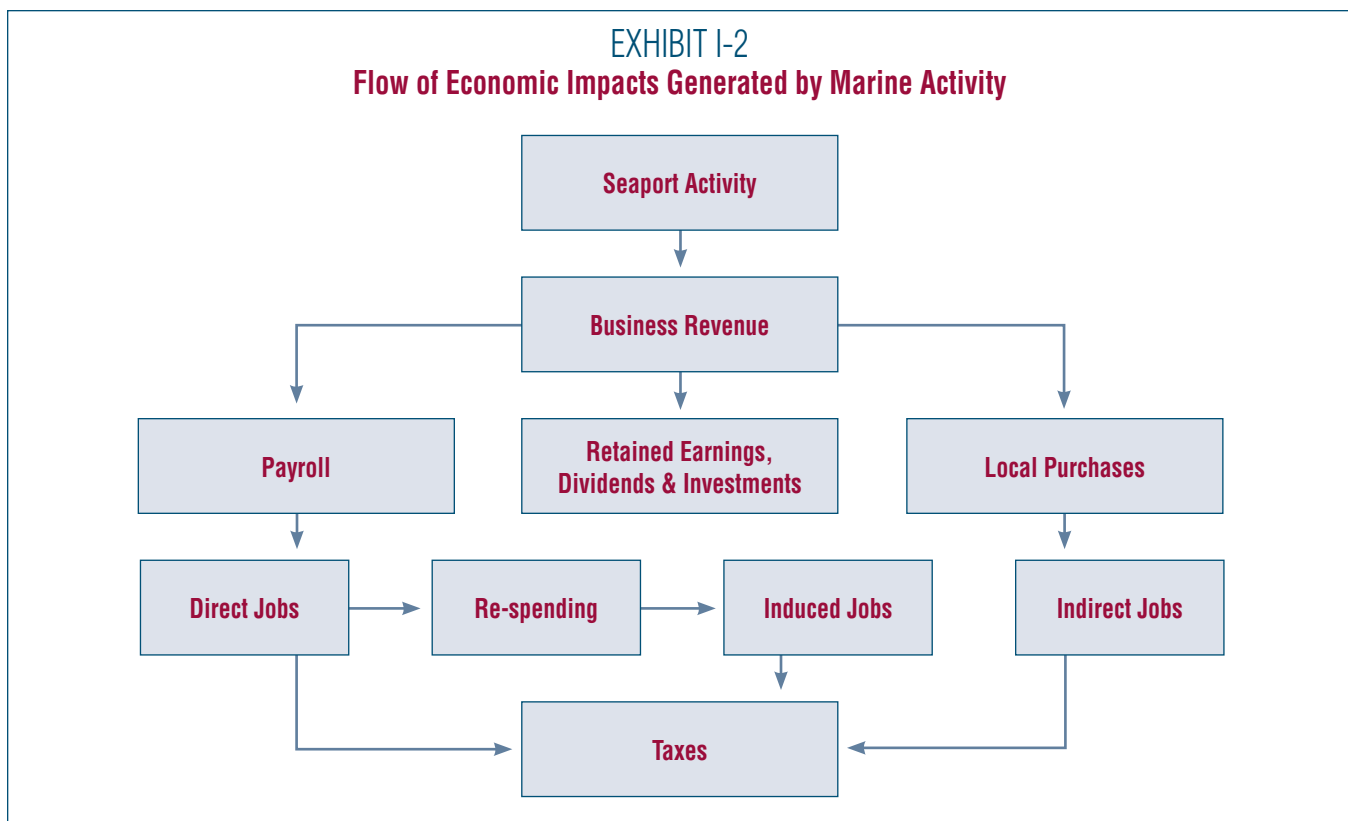 EXHIBIT I-2
Flow of Economic Impacts Generated by Marine Activity
Seaport Activity
Business Revenue
Payroll
Retained Earnings,
Dividends & Investments
Local Purchases
Direct Jobs
Re-spending
Induced Jobs
Indirect Jobs
Taxes